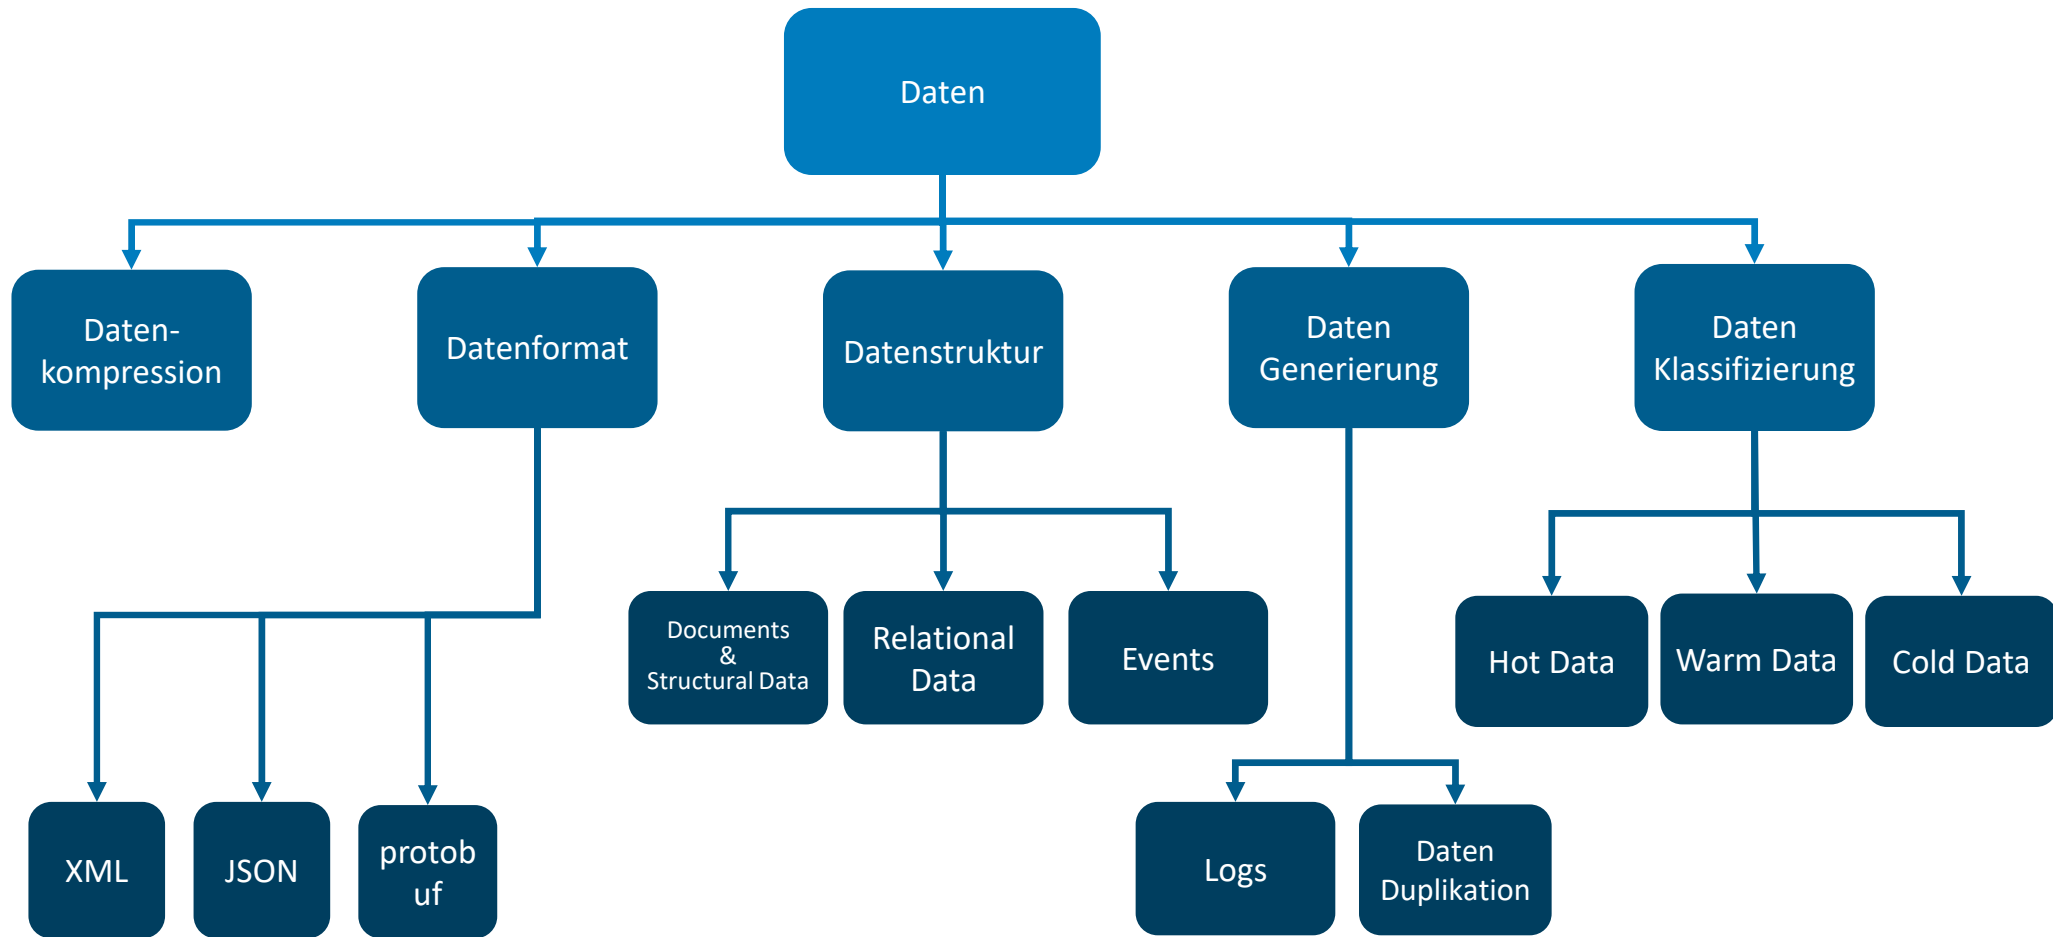 Daten
Daten-
kompression
Datenformat
Datenstruktur
Daten
Generierung
Daten
Klassifizierung
Documents
&
Structural Data
Relational
Data
Events
Hot Data
Warm Data
Cold Data
XML
JSON
protob
uf
Logs
Daten
Duplikation